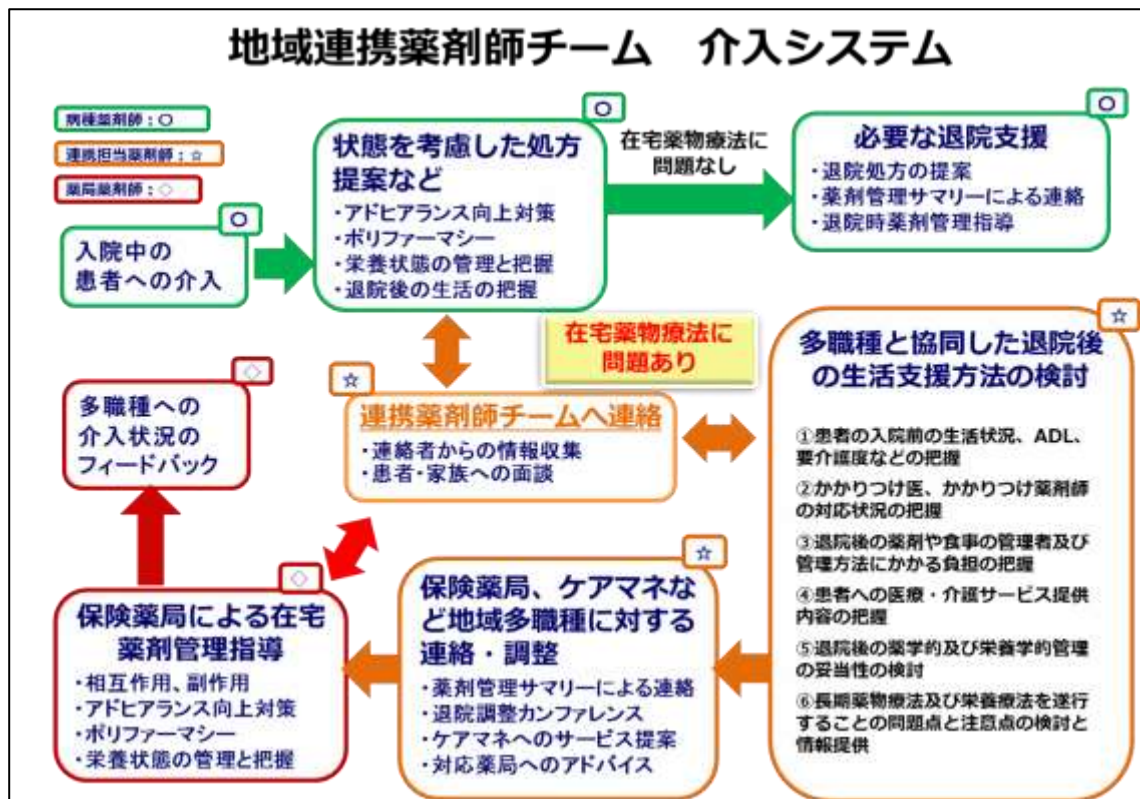 地域連携薬剤師チーム 介入システム
病棟薬剤師:○
連携担当薬剤師:☆
薬局薬剤師:◇
○
入院中の
患者への介入
○
状態を考慮した処方
提案など
・アドヒアランス向上対策
・ポリファーマシー
・栄養状態の管理と把握
・退院後の生活の把握
在宅薬物療法に
問題なし
○
必要な退院支援
・退院処方の提案
・薬剤管理サマリーによる連絡
・退院時薬剤管理指導
在宅薬物療法に
問題あり
☆
連携薬剤師チームへ連絡
・連絡者からの情報収集
・患者・家族への面談
☆
多職種と協同した退院後
の生活支援方法の検討
①患者の入院前の生活状況、ADL、
要介護度などの把握
②かかりつけ医、かかりつけ薬剤師
の対応状況の把握
③退院後の薬剤や食事の管理者及び
管理方法にかかる負担の把握
④患者への医療・介護サービス提供
内容の把握
⑤退院後の薬学的及び栄養学的管理
の妥当性の検討
⑥長期薬物療法及び栄養療法を遂行
することの問題点と注意点の検討と
情報提供
☆
保険薬局、ケアマネな
ど地域多職種に対する
連絡・調整
・薬剤管理サマリーによる連絡
・退院調整カンファレンス
・ケアマネへのサービス提案
・対応薬局へのアドバイス
◇
保険薬局による在宅
薬剤管理指導
・相互作用、副作用
・アドヒアランス向上対策
・ポリファーマシー
・栄養状態の管理と把握
◇
多職種への
介入状況の
フィードバック